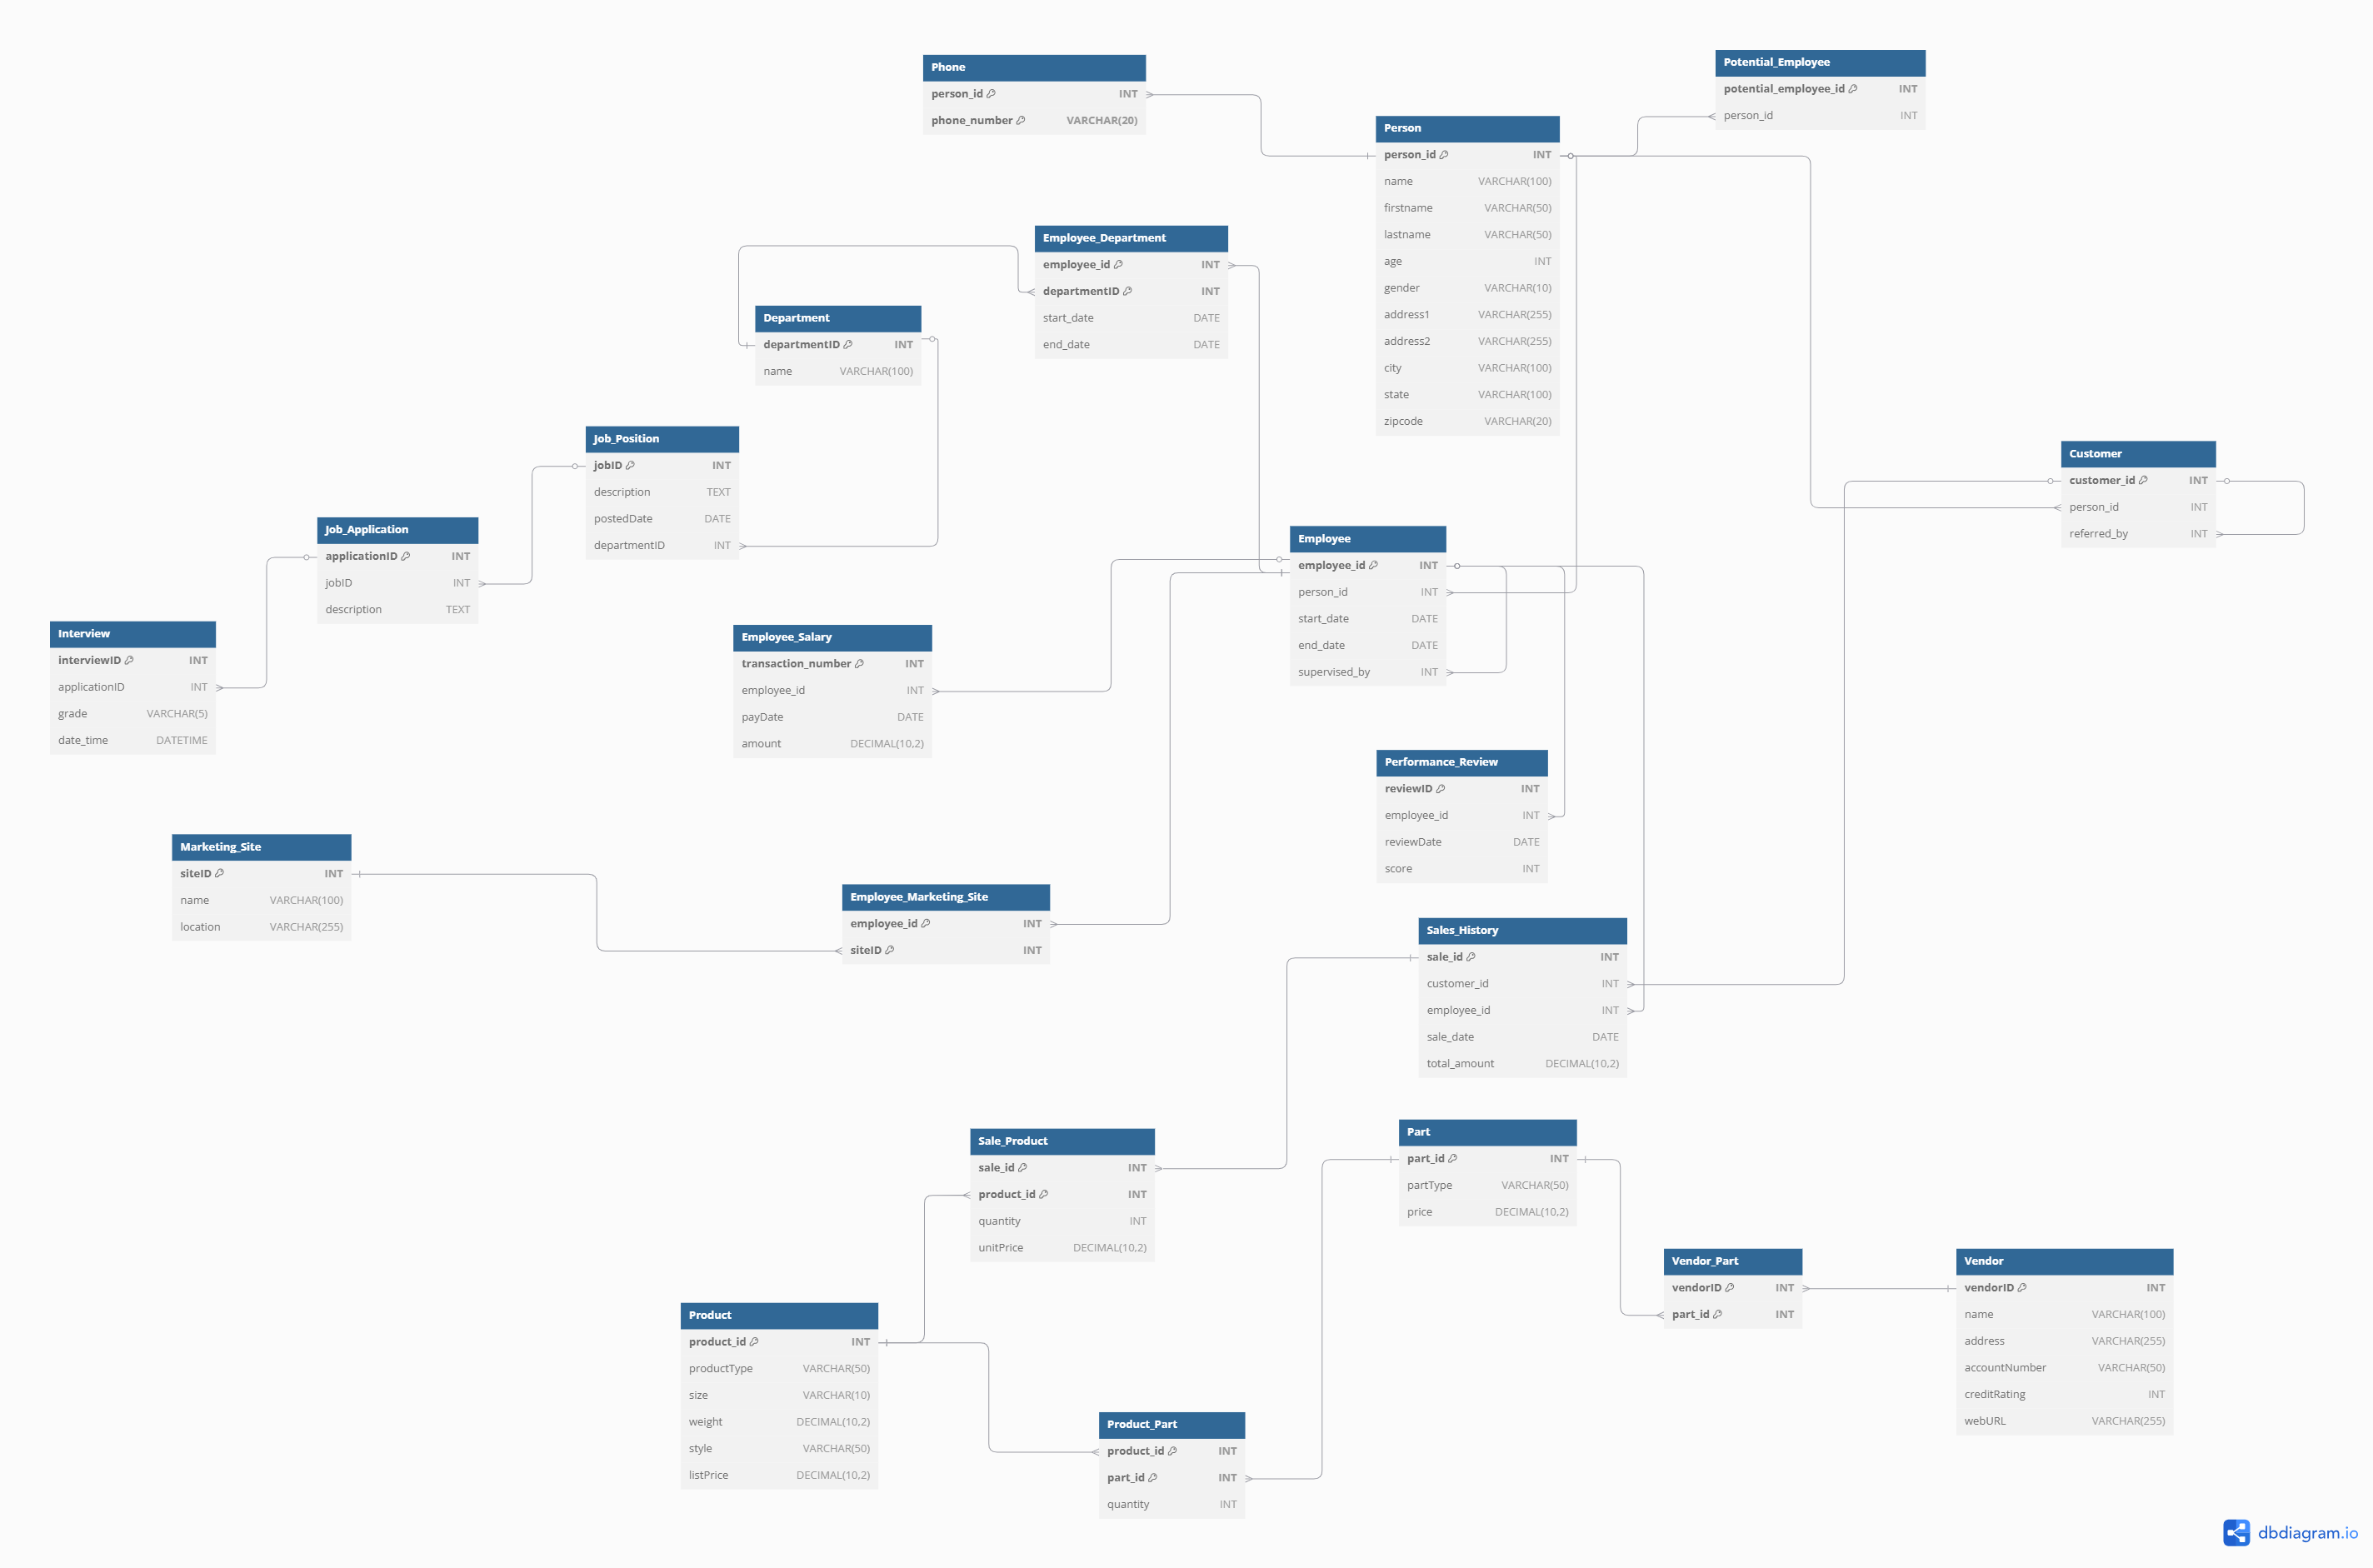 Phone
person_id INT
phone_number VARCHAR(20)
Potential_Employee
potential_employee_id INT
person_id INT
Person
person_id INT
name VARCHAR(100)
firstname VARCHAR(50)
lastname VARCHAR(50)
age INT
gender VARCHAR(10)
address1 VARCHAR(255)
address2 VARCHAR(255)
city VARCHAR(100)
state VARCHAR(100)
zipcode VARCHAR(20)
Employee_Department
employee_id INT
departmentID INT
start_date DATE
end_date DATE
Department
departmentID INT
name VARCHAR(100)
Job_Position
jobID INT
description TEXT
postedDate DATE
departmentID INT
Customer
customer_id INT
person_id INT
referred_by INT
Job_Application
applicationID INT
jobID INT
description TEXT
Employee
employee_id INT
person_id INT
start_date DATE
end_date DATE
supervised_by INT
Interview
interviewID INT
applicationID INT
grade VARCHAR(5)
date_time DATETIME
Employee_Salary
transaction_number INT
employee_id INT
payDate DATE
amount DECIMAL(10,2)
Performance_Review
reviewID INT
employee_id INT
reviewDate DATE
score INT
Marketing_Site
siteID INT
name VARCHAR(100)
location VARCHAR(255)
Employee_Marketing_Site
employee_id INT
siteID INT
Sales_History
sale_id INT
customer_id INT
employee_id INT
sale_date DATE
total_amount DECIMAL(10,2)
Sale_Product
sale_id INT
product_id INT
quantity INT
unitPrice DECIMAL(10,2)
Part
part_id INT
partType VARCHAR(50)
price DECIMAL(10,2)
Vendor_Part
vendorID INT
part_id INT
Vendor
vendorID INT
name VARCHAR(100)
address VARCHAR(255)
accountNumber VARCHAR(50)
creditRating INT
webURL VARCHAR(255)
Product
product_id INT
productType VARCHAR(50)
size VARCHAR(10)
weight DECIMAL(10,2)
style VARCHAR(50)
listPrice DECIMAL(10,2)
Product_Part
product_id INT
part_id INT
quantity INT
dbdiagram.io